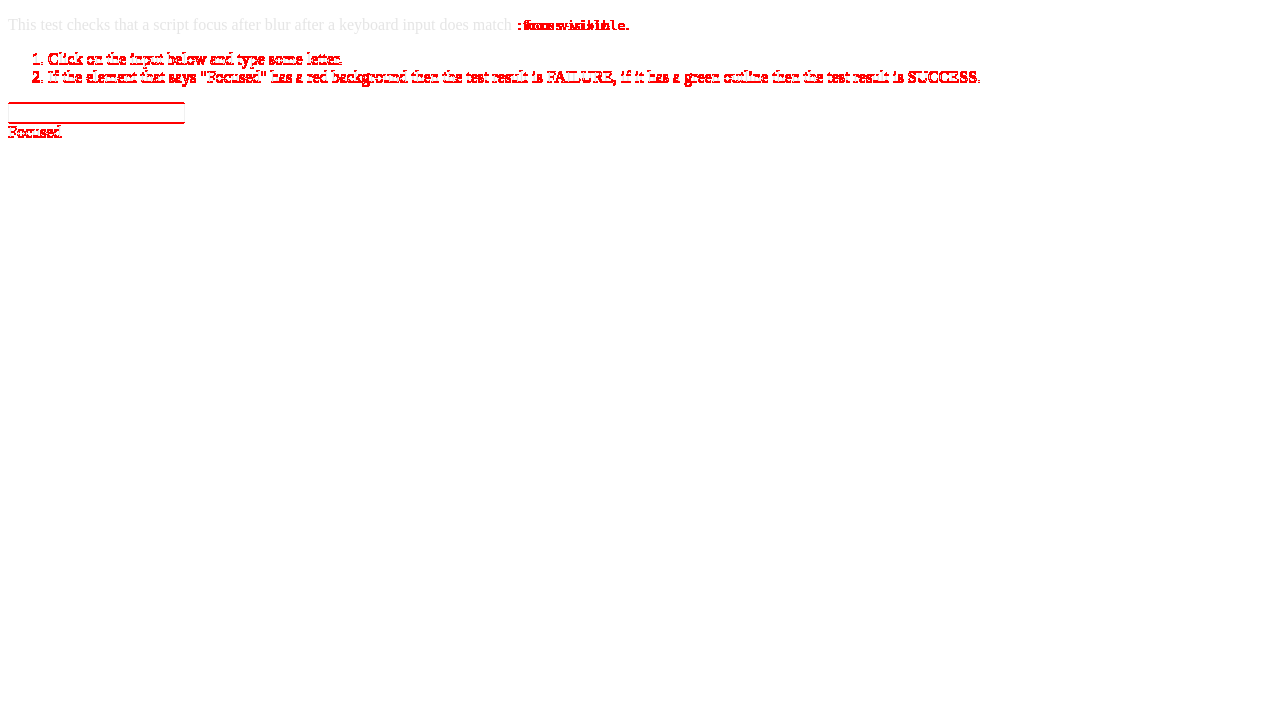 This test checks that a script focus after blur after a keyboard input does match
1. Click on the input below and type some letter.
2. If the element that says "Focused" has a red background then the test result is FAILURE, if it has a green outline then the test result is SUCCESS.
Focused